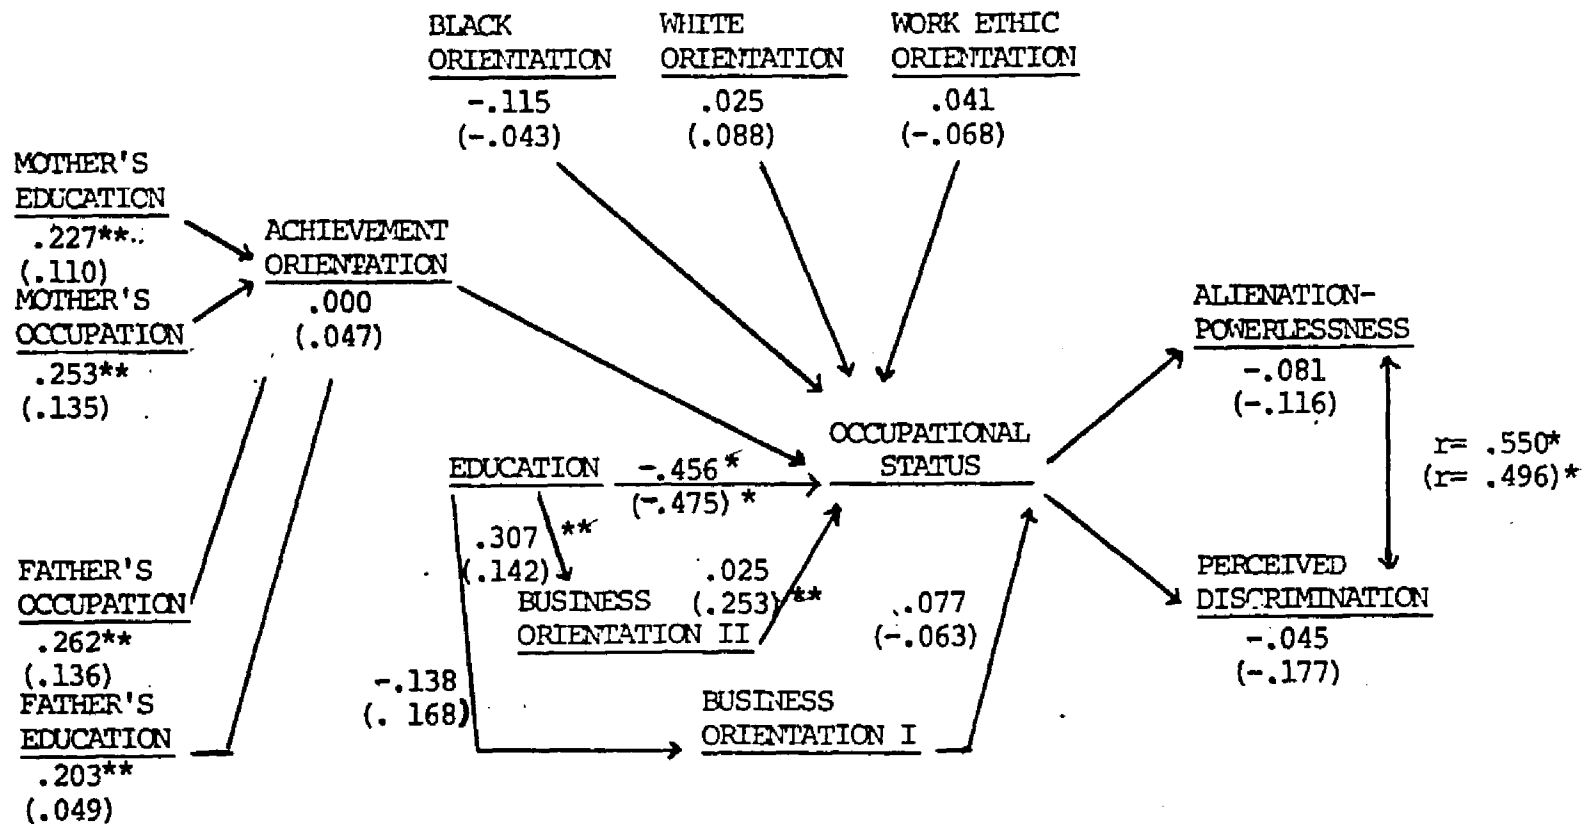 BLACK
ORIENTATION
-.115
(-.043)
WHITE
ORIENTATION
.025
(.088)
WORK ETHIC
ORIENTATION
.041
(-.068)
MOTHER'S
EDUCATION
.227**
(.110)
MOTHER'S
OCCUPATION
.253**
(.135)
ACHIEVEMENT
ORIENTATION
.000
(.047)
FATHER'S
OCCUPATION
.262**
(.136)
FATHER'S
EDUCATION
.203**
(.049)
EDUCATION
-.456*
(-.475)*
.307 **
(.142)
BUSINESS
ORIENTATION II
.025
(.253)**
-.138
(.168)
BUSINESS
ORIENTATION I
.077
(-.063)
OCCUPATIONAL
STATUS
ALIENATION-
POWERLESSNESS
-.081
(-.116)
r= .550*
(r= .496)*
PERCEIVED
DISCRIMINATION
-.045
(-.177)